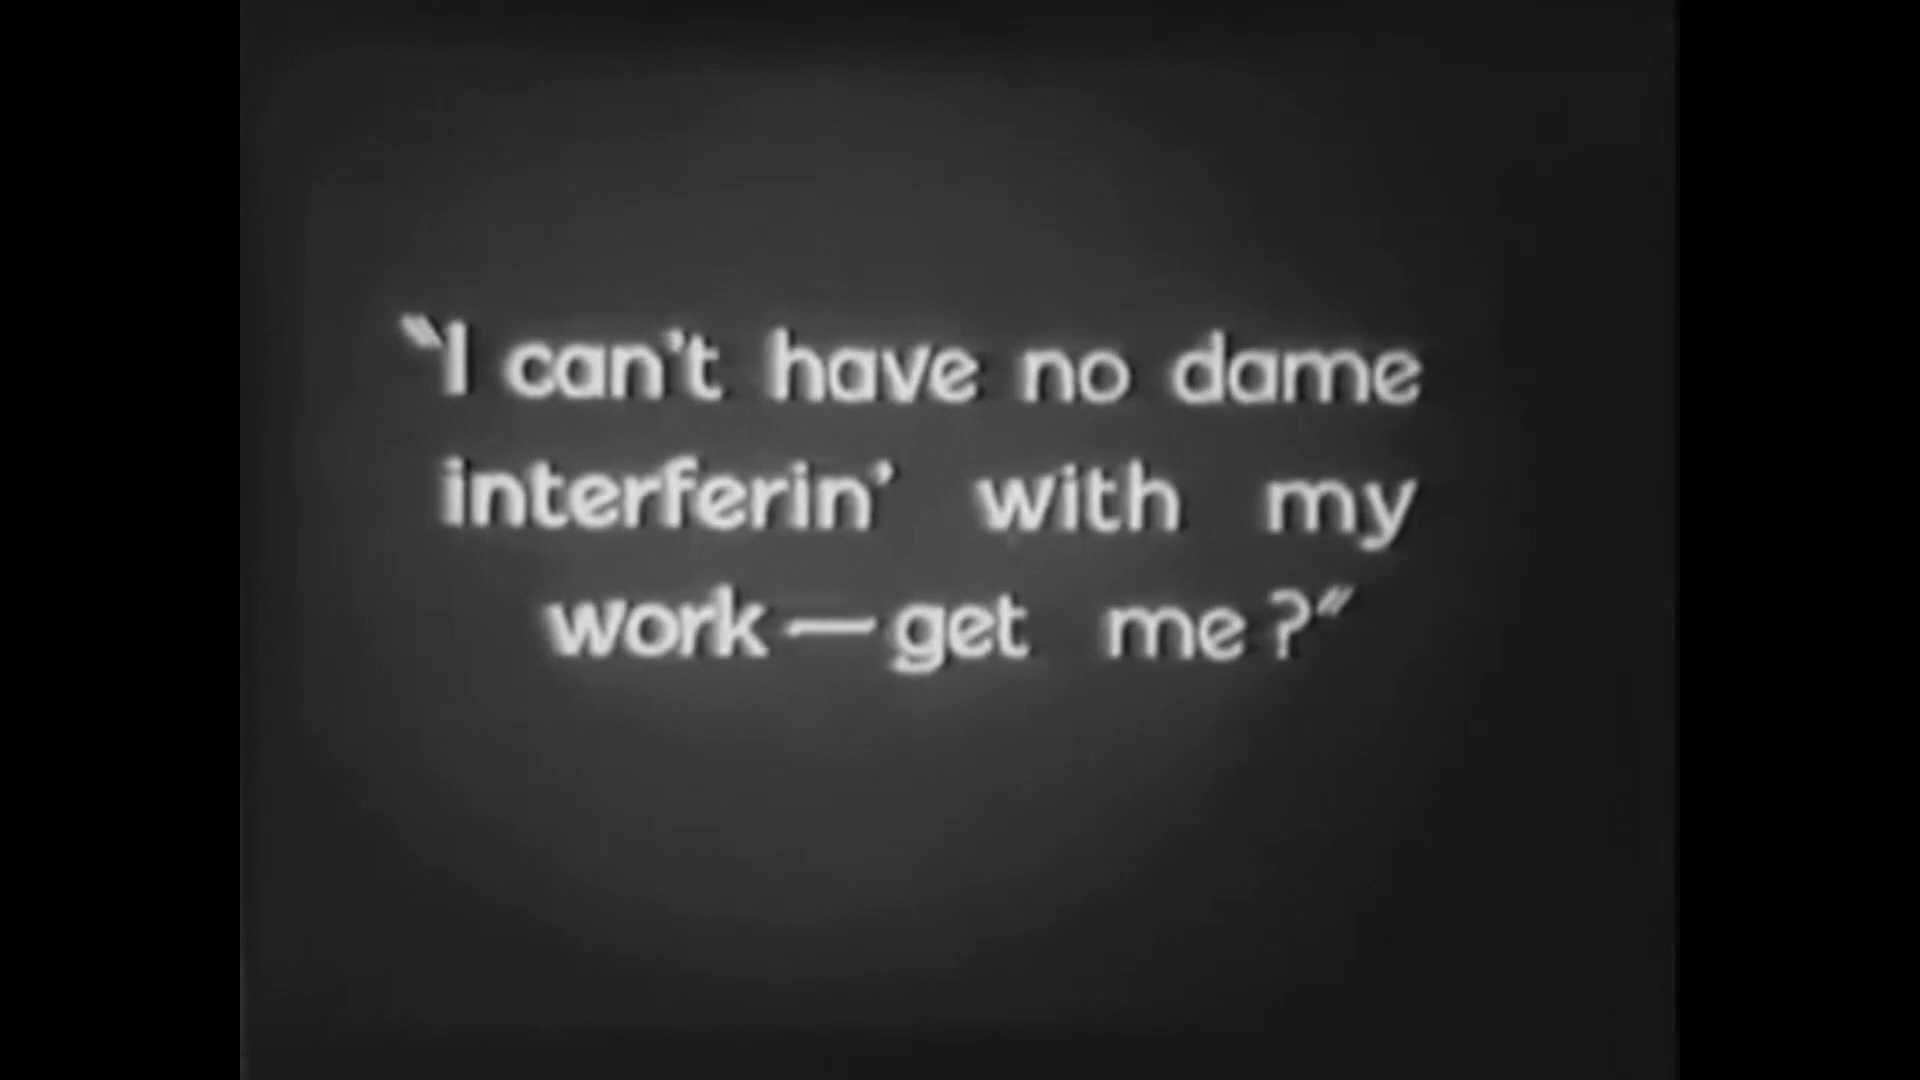 “I can't have no dame
interferin' with my
work—get me?”